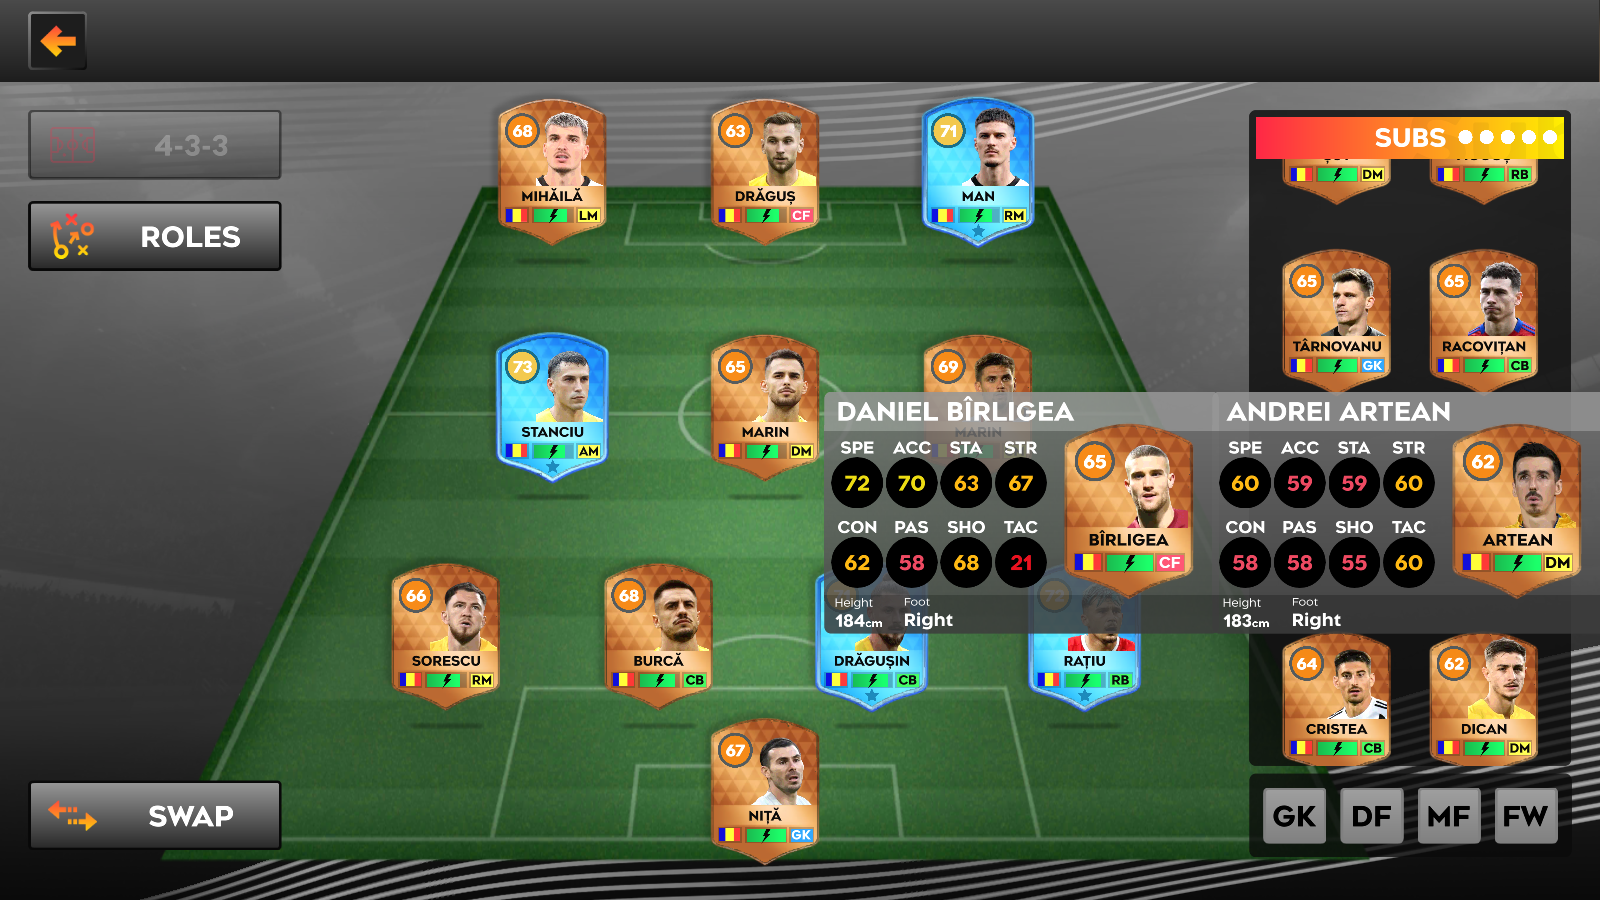 4-3-3
ROLES
SWAP
68
MIHĂILĂ
LM
63
DRĂGUȘ
CF
71
MAN
RM
73
STANCIU
AM
65
MARIN
DM
69
MARIN
66
SORESCU
RM
68
BURCĂ
CB
DRĂGUȘIN
CB
72
RAȚIU
RB
67
NIȚĂ
GK
DANIEL BÎRLIGEA
SPE ACC STA STR
72 70 63 67
CON PAS SHO TAC
62 58 68 21
Height Foot
184cm Right
65
BÎRLIGEA
CF
ANDREI ARTEAN
SPE ACC STA STR
60 59 59 60
CON PAS SHO TAC
58 58 55 60
Height Foot
183cm Right
62
ARTEAN
DM
SUBS
DM
RB
65
TÂRNOVANU
GK
65
RACOVIȚAN
CB
64
CRISTEA
CB
62
DICAN
DM
GK DF MF FW